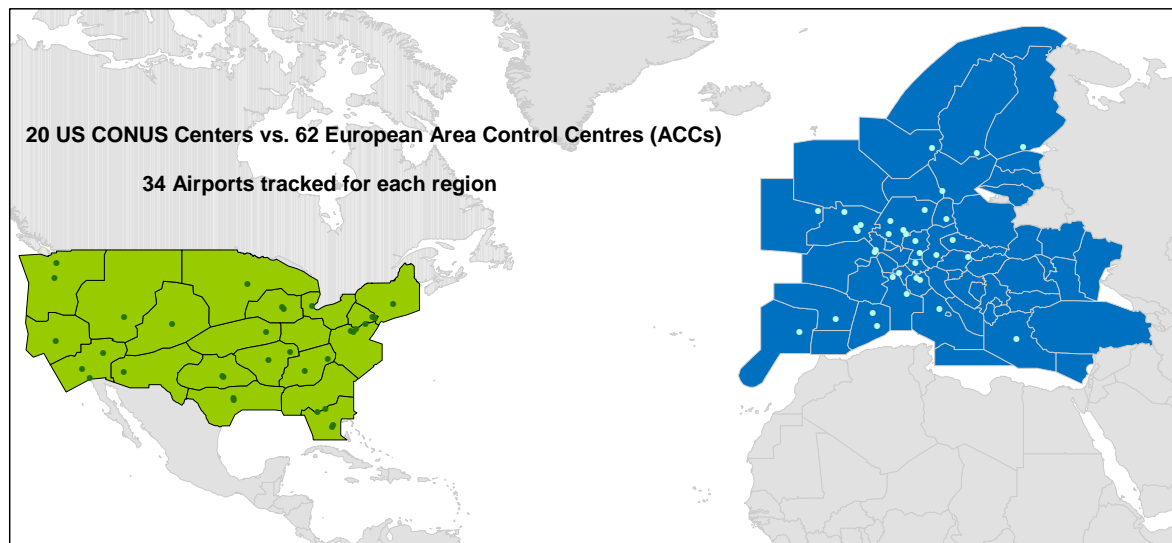 20 US CONUS Centers vs. 62 European Area Control Centres (ACCs)
34 Airports tracked for each region